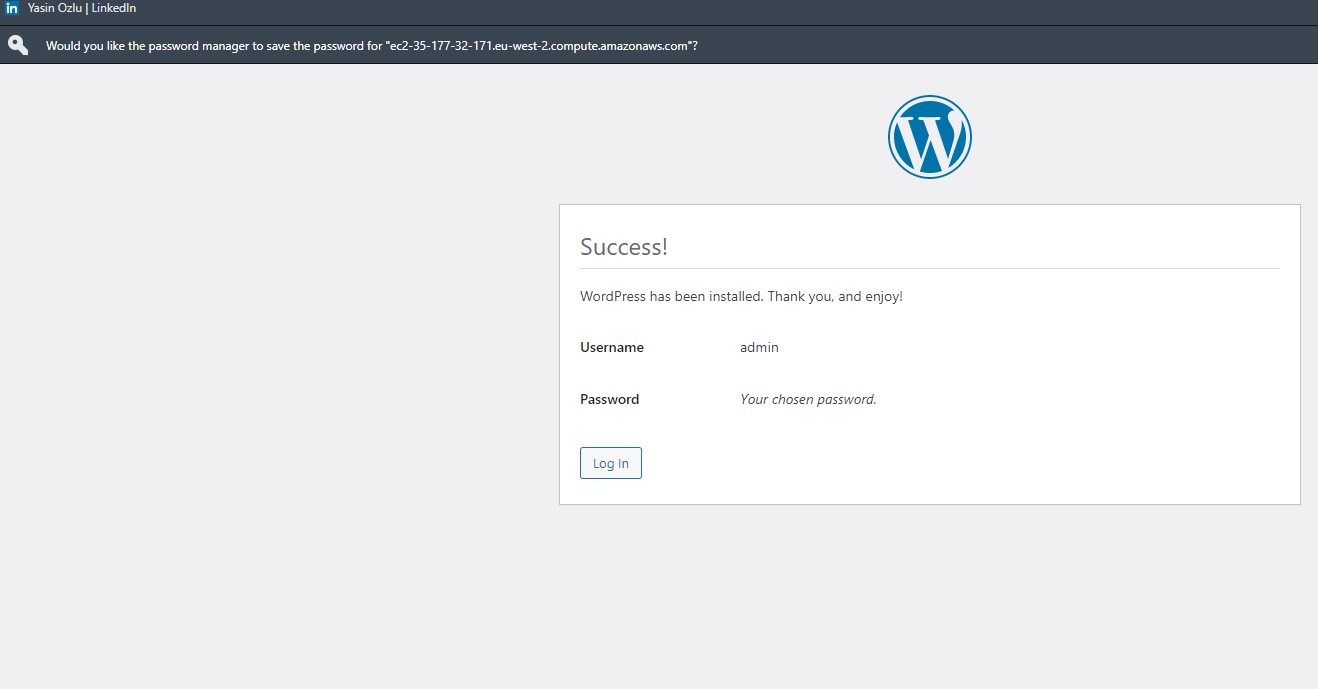 in Yasin Ozlu | LinkedIn
Would you like the password manager to save the password for "ec2-35-177-32-171.eu-west-2.compute.amazonaws.com"?
W
Success!
WordPress has been installed. Thank you, and enjoy!
Username admin
Password Your chosen password.
Log In